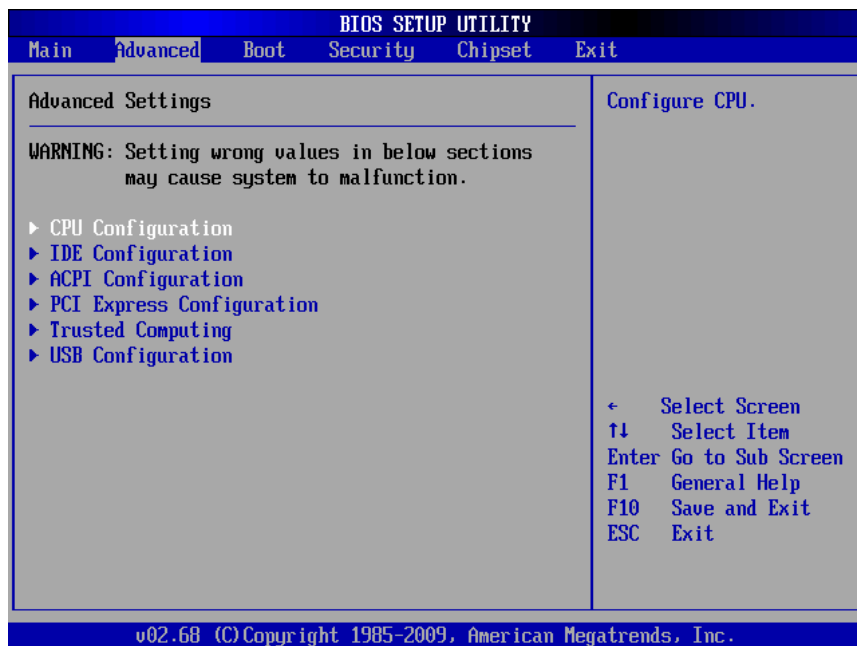 BIOS SETUP UTILITY
Main Advanced Boot Security Chipset Exit
Advanced Settings
WARNING: Setting wrong values in below sections
may cause system to malfunction.
▶ CPU Configuration
▶ IDE Configuration
▶ ACPI Configuration
▶ PCI Express Configuration
▶ Trusted Computing
▶ USB Configuration
Configure CPU.
← Select Screen
↑↓ Select Item
Enter Go to Sub Screen
F1 General Help
F10 Save and Exit
ESC Exit
v02.68 (C)Copyright 1985-2009, American Megatrends, Inc.